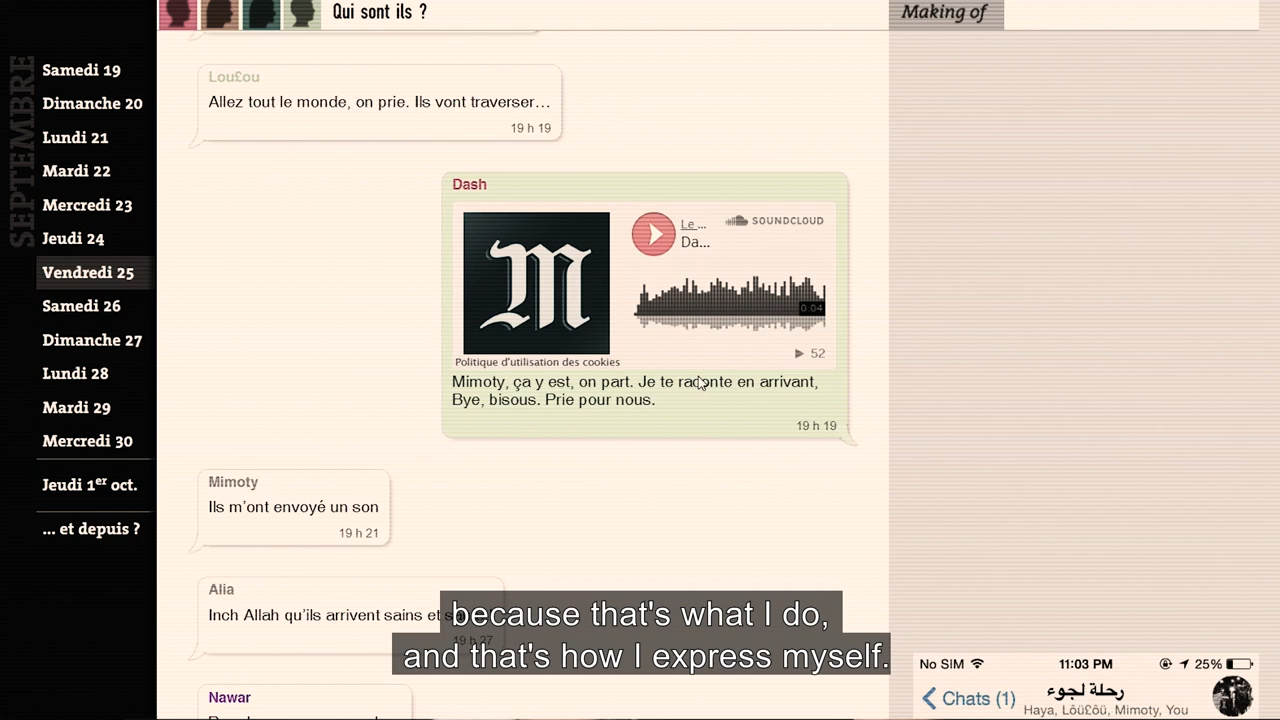 Qui sont ils ?
Making of
SEPTEMBRE
Samedi 19
Dimanche 20
Lundi 21
Mardi 22
Mercredi 23
Jeudi 24
Vendredi 25
Samedi 26
Dimanche 27
Lundi 28
Mardi 29
Mercredi 30
Jeudi 1er oct.
... et depuis ?
Lou£ou
Allez tout le monde, on prie. Ils vont traverser…
19 h 19
Dash
M
Le ...
SOUNDCLOUD
Da...
0:04
52
Politique d'utilisation des cookies
Mimoty, ça y est, on part. Je te raconte en arrivant,
Bye, bisous. Prie pour nous.
19 h 19
Mimoty
Ils m’ont envoyé un son
19 h 21
Alia
Inch Allah qu’ils arrivent sains et
19 h 27
Nawar
because that's what I do,
and that's how I express myself.
No SIM
11:03 PM
25%
Chats (1)
رحلة لجوء
Haya, Lôü£ôü, Mimoty, You